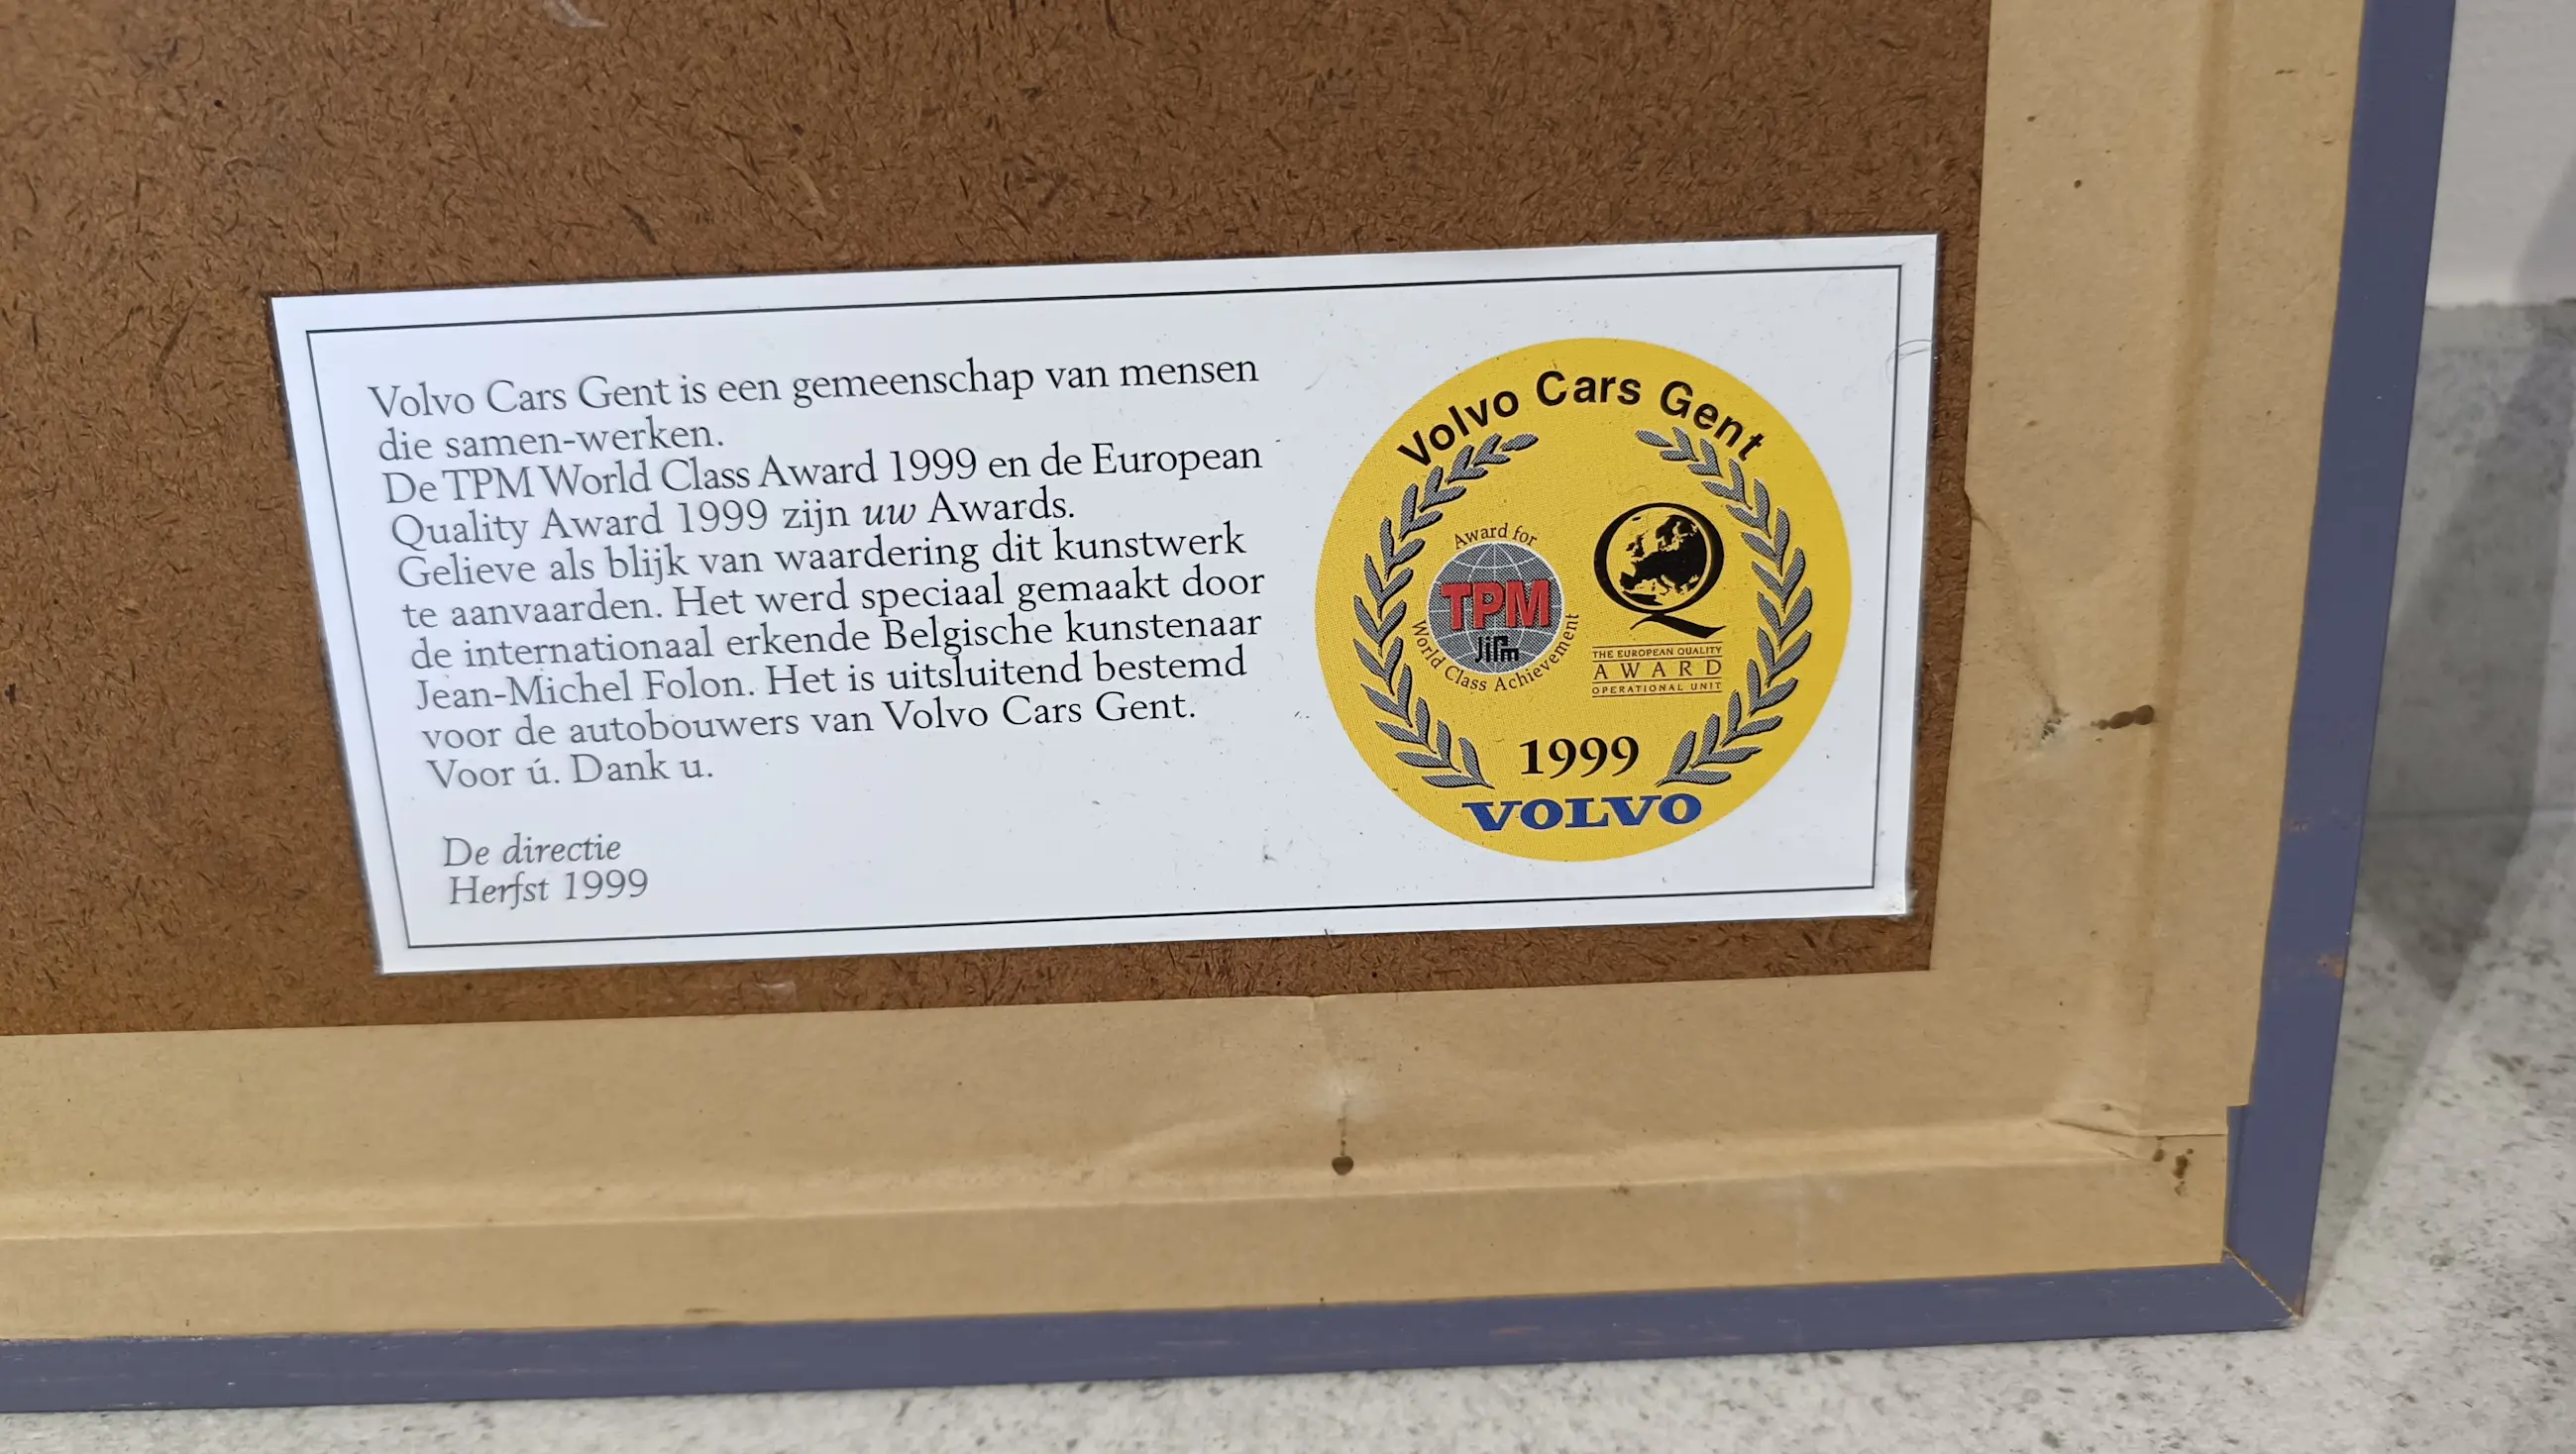 Volvo Cars Gent is een gemeenschap van mensen
die samen-werken.
De TPM World Class Award 1999 en de European
Quality Award 1999 zijn uw Awards.
Gelieve als blijk van waardering dit kunstwerk
te aanvaarden. Het werd speciaal gemaakt door
de internationaal erkende Belgische kunstenaar
Jean-Michel Folon. Het is uitsluitend bestemd
voor de autobouwers van Volvo Cars Gent.
Voor ú. Dank u.
De directie
Herfst 1999
Volvo Cars Gent
Award for
TPM
JIPM
World Class Achievement
Q
THE EUROPEAN QUALITY
AWARD
OPERATIONAL UNIT
1999
VOLVO